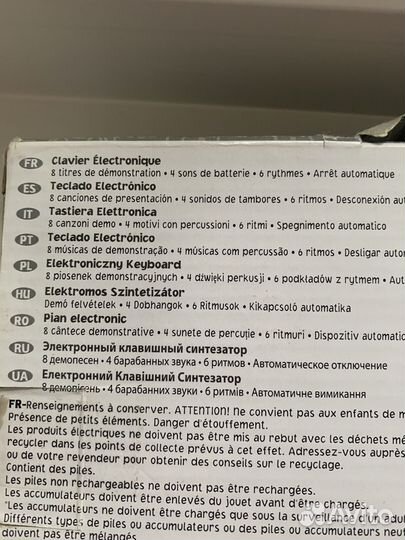 FR Clavier Électronique
8 titres de démonstration • 4 sons de batterie • 6 rythmes • Arrêt automatique
ES Teclado Electrónico
8 canciones de presentación • 4 sonidos de tambores • 6 ritmos • Desconexión
IT Tastiera Elettronica
8 canzoni demo • 4 motivi con percussioni • 6 ritmi • Spegnimento automatico
PT Teclado Electrónico
8 músicas de demonstração • 4 músicas com percussão • 6 ritmos • Desligar
PL Elektroniczny Keyboard
8 piosenek demonstracyjnych • 4 dźwięki perkusji • 6 podkładów z rytmem •
HU Elektromos Szintetizátor
Demó felvételek • 4 Dobhangok • 6 Ritmusok • Kikapcsoló automatika
RO Pian electronic
8 cântece demonstrative • 4 sunete de percuție • 6 ritmuri • Dispozitiv
RU Электронный клавишный синтезатор
8 демопесен • 4 барабанных звука • 6 ритмов • Автоматическое отключение
UA Електронний Клавішний Синтезатор
8 демопісень • 4 барабанних звука • 6 ритмів • Автоматичне вимикання
FR-Renseignements à conserver. ATTENTION! ne convient pas aux enfants de m
Présence de petits éléments. Danger d'étouffement.
Les produits électriques ne doivent pas être mis au rebut avec les déchets
recycler dans les points de collecte prévus à cet effet. Adressez-vous
ou de votre revendeur pour obtenir des conseils sur le recyclage.
Contient des piles.
Les piles non rechargeables ne doivent pas être rechargées.
Les accumulateurs doivent être enlevés du jouet avant d'être chargés.
*Les accumulateurs ne doivent être chargés que sous la surveillance d'un
Différents types de piles ou accumulateurs ou des piles ou accumulateurs
doivent pas être mélangés.
Avito